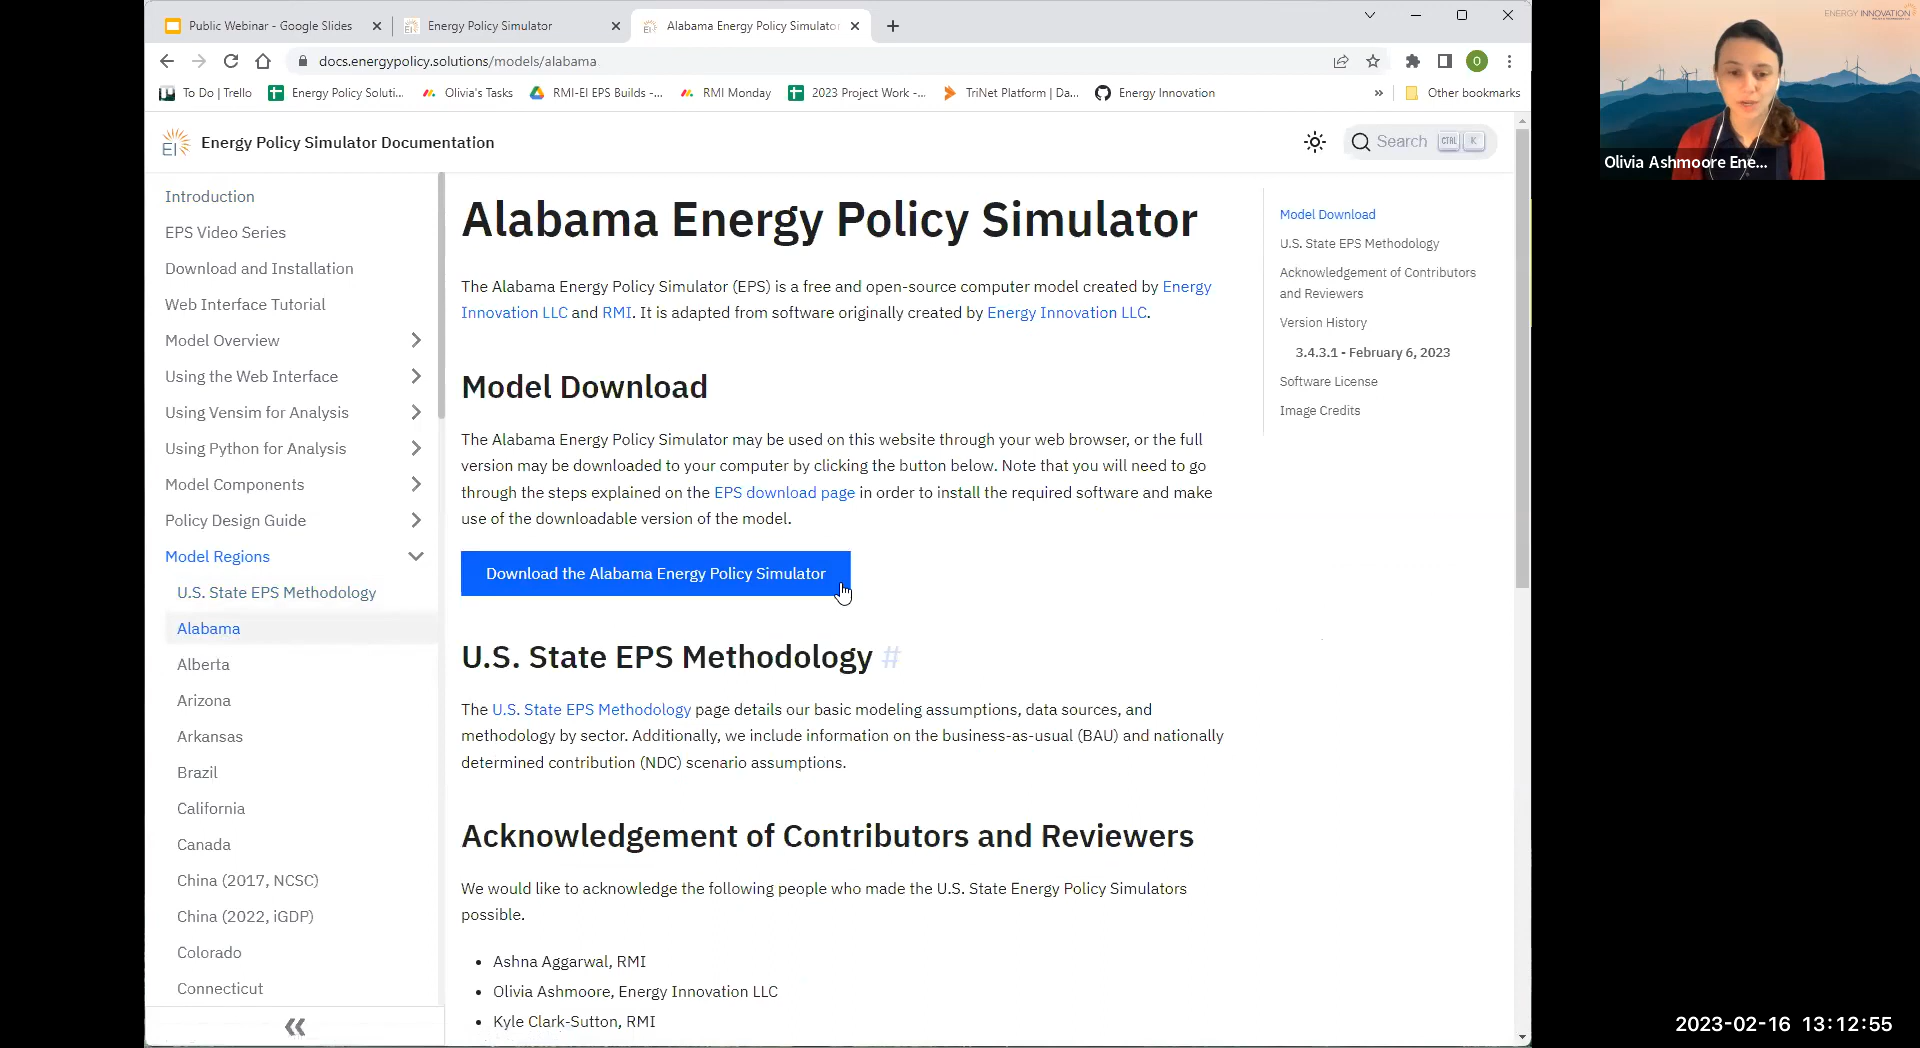 Public Webinar - Google Slides
Energy Policy Simulator
Alabama Energy Policy Simulator
docs.energypolicy.solutions/models/alabama
To Do | Trello
Energy Policy Soluti...
Olivia's Tasks
RMI-EI EPS Builds -...
RMI Monday
2023 Project Work -...
TriNet Platform | Da...
Energy Innovation
»
Other bookmarks
O
EI
Energy Policy Simulator Documentation
Search CTRL K
Introduction
EPS Video Series
Download and Installation
Web Interface Tutorial
Model Overview
Using the Web Interface
Using Vensim for Analysis
Using Python for Analysis
Model Components
Policy Design Guide
Model Regions
U.S. State EPS Methodology
Alabama
Alberta
Arizona
Arkansas
Brazil
California
Canada
China (2017, NCSC)
China (2022, iGDP)
Colorado
Connecticut
Alabama Energy Policy Simulator
The Alabama Energy Policy Simulator (EPS) is a free and open-source computer model created by Energy
Innovation LLC and RMI. It is adapted from software originally created by Energy Innovation LLC.
Model Download
The Alabama Energy Policy Simulator may be used on this website through your web browser, or the full
version may be downloaded to your computer by clicking the button below. Note that you will need to go
through the steps explained on the EPS download page in order to install the required software and make
use of the downloadable version of the model.
Download the Alabama Energy Policy Simulator
U.S. State EPS Methodology #
The U.S. State EPS Methodology page details our basic modeling assumptions, data sources, and
methodology by sector. Additionally, we include information on the business-as-usual (BAU) and nationally
determined contribution (NDC) scenario assumptions.
Acknowledgement of Contributors and Reviewers
We would like to acknowledge the following people who made the U.S. State Energy Policy Simulators
possible.
• Ashna Aggarwal, RMI
• Olivia Ashmoore, Energy Innovation LLC
• Kyle Clark-Sutton, RMI
Model Download
U.S. State EPS Methodology
Acknowledgement of Contributors
and Reviewers
Version History
3.4.3.1 - February 6, 2023
Software License
Image Credits
ENERGY INNOVATION
Olivia Ashmoore Ene...
2023-02-16 13:12:55